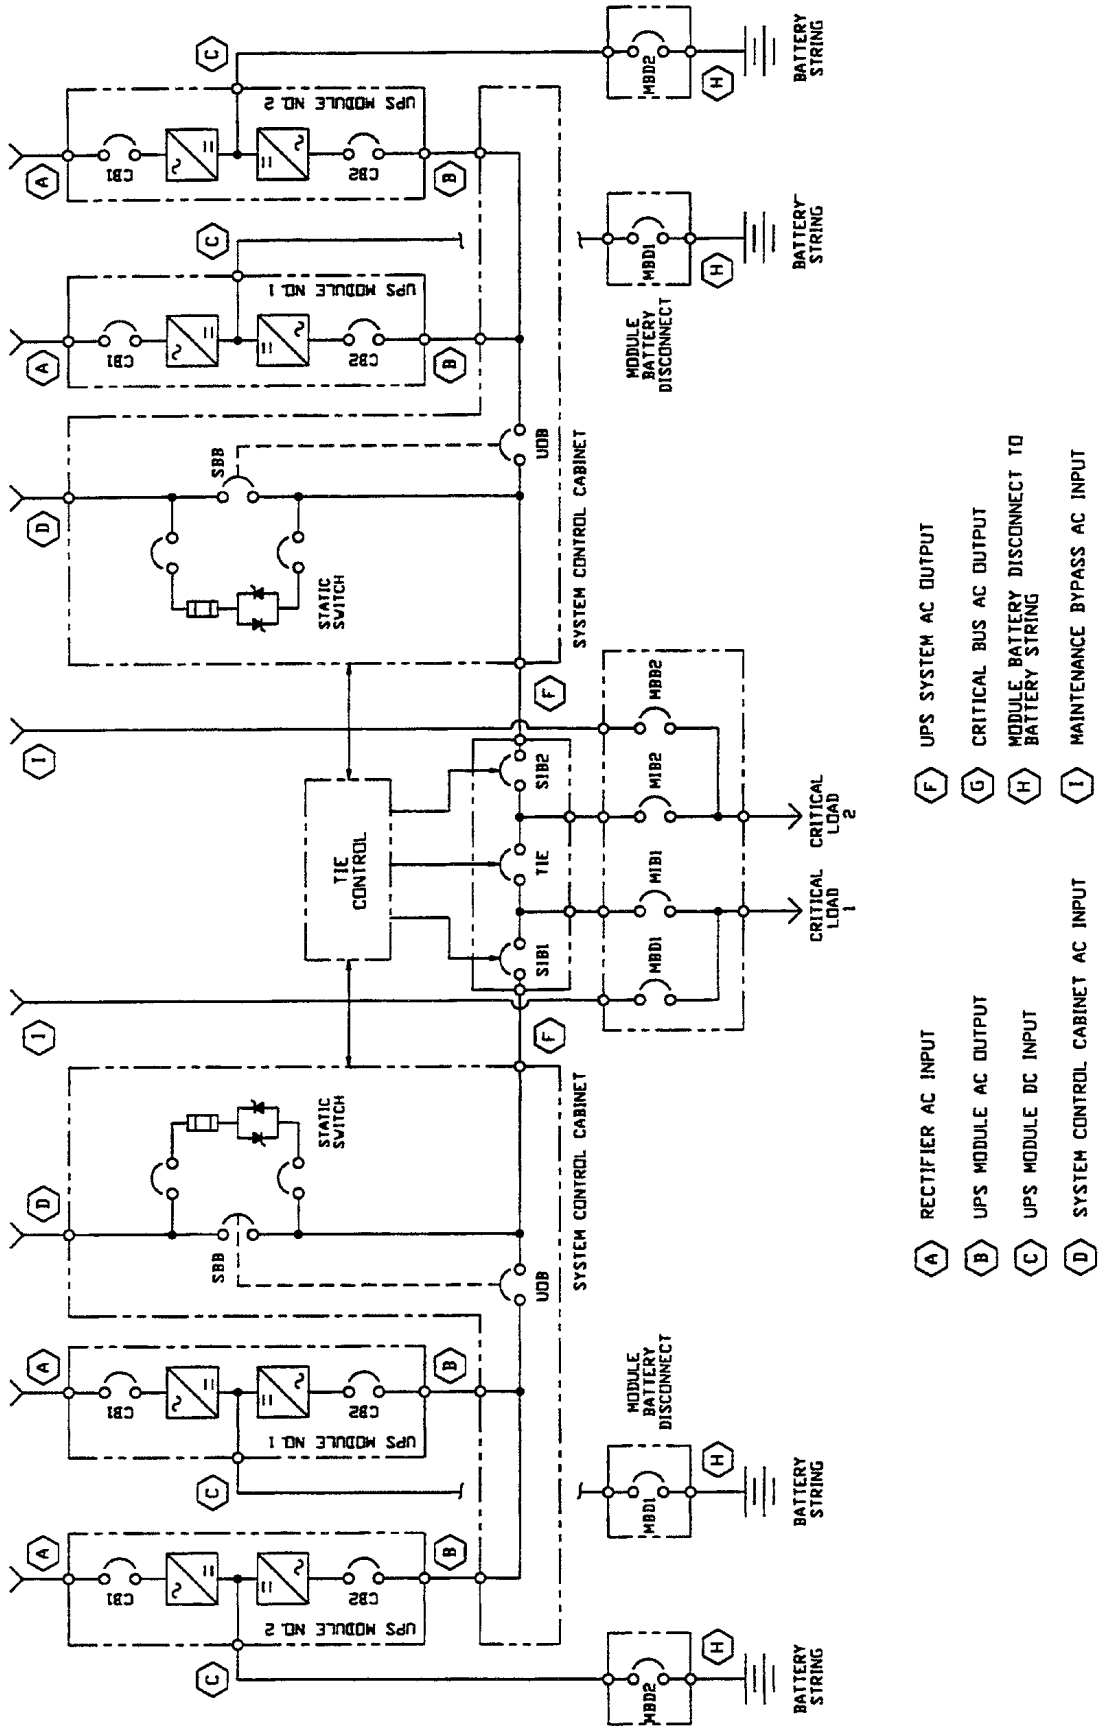 A
A
D
I
I
D
A
A
CB1
CB1
CB1
CB1
UPS MODULE NO. 2
UPS MODULE NO. 1
UPS MODULE NO. 1
UPS MODULE NO. 2
C
C
C
C
CB2
CB2
CB2
CB2
B
B
B
B
SBB
SBB
STATIC
SWITCH
STATIC
SWITCH
TIE
CONTROL
UOB
UOB
F
F
SIB1
TIE
SIB2
SYSTEM CONTROL CABINET
SYSTEM CONTROL CABINET
MBD2
MBD1
MODULE
BATTERY
DISCONNECT
MBD1
MIB1
MIB2
MBB2
MODULE
BATTERY
DISCONNECT
MBD1
MBD2
H
H
H
H
BATTERY
STRING
BATTERY
STRING
CRITICAL
LOAD
1
CRITICAL
LOAD
2
BATTERY
STRING
BATTERY
STRING
A RECTIFIER AC INPUT
B UPS MODULE AC OUTPUT
C UPS MODULE DC INPUT
D SYSTEM CONTROL CABINET AC INPUT
F UPS SYSTEM AC OUTPUT
G CRITICAL BUS AC OUTPUT
H MODULE BATTERY DISCONNECT TO
BATTERY STRING
I MAINTENANCE BYPASS AC INPUT